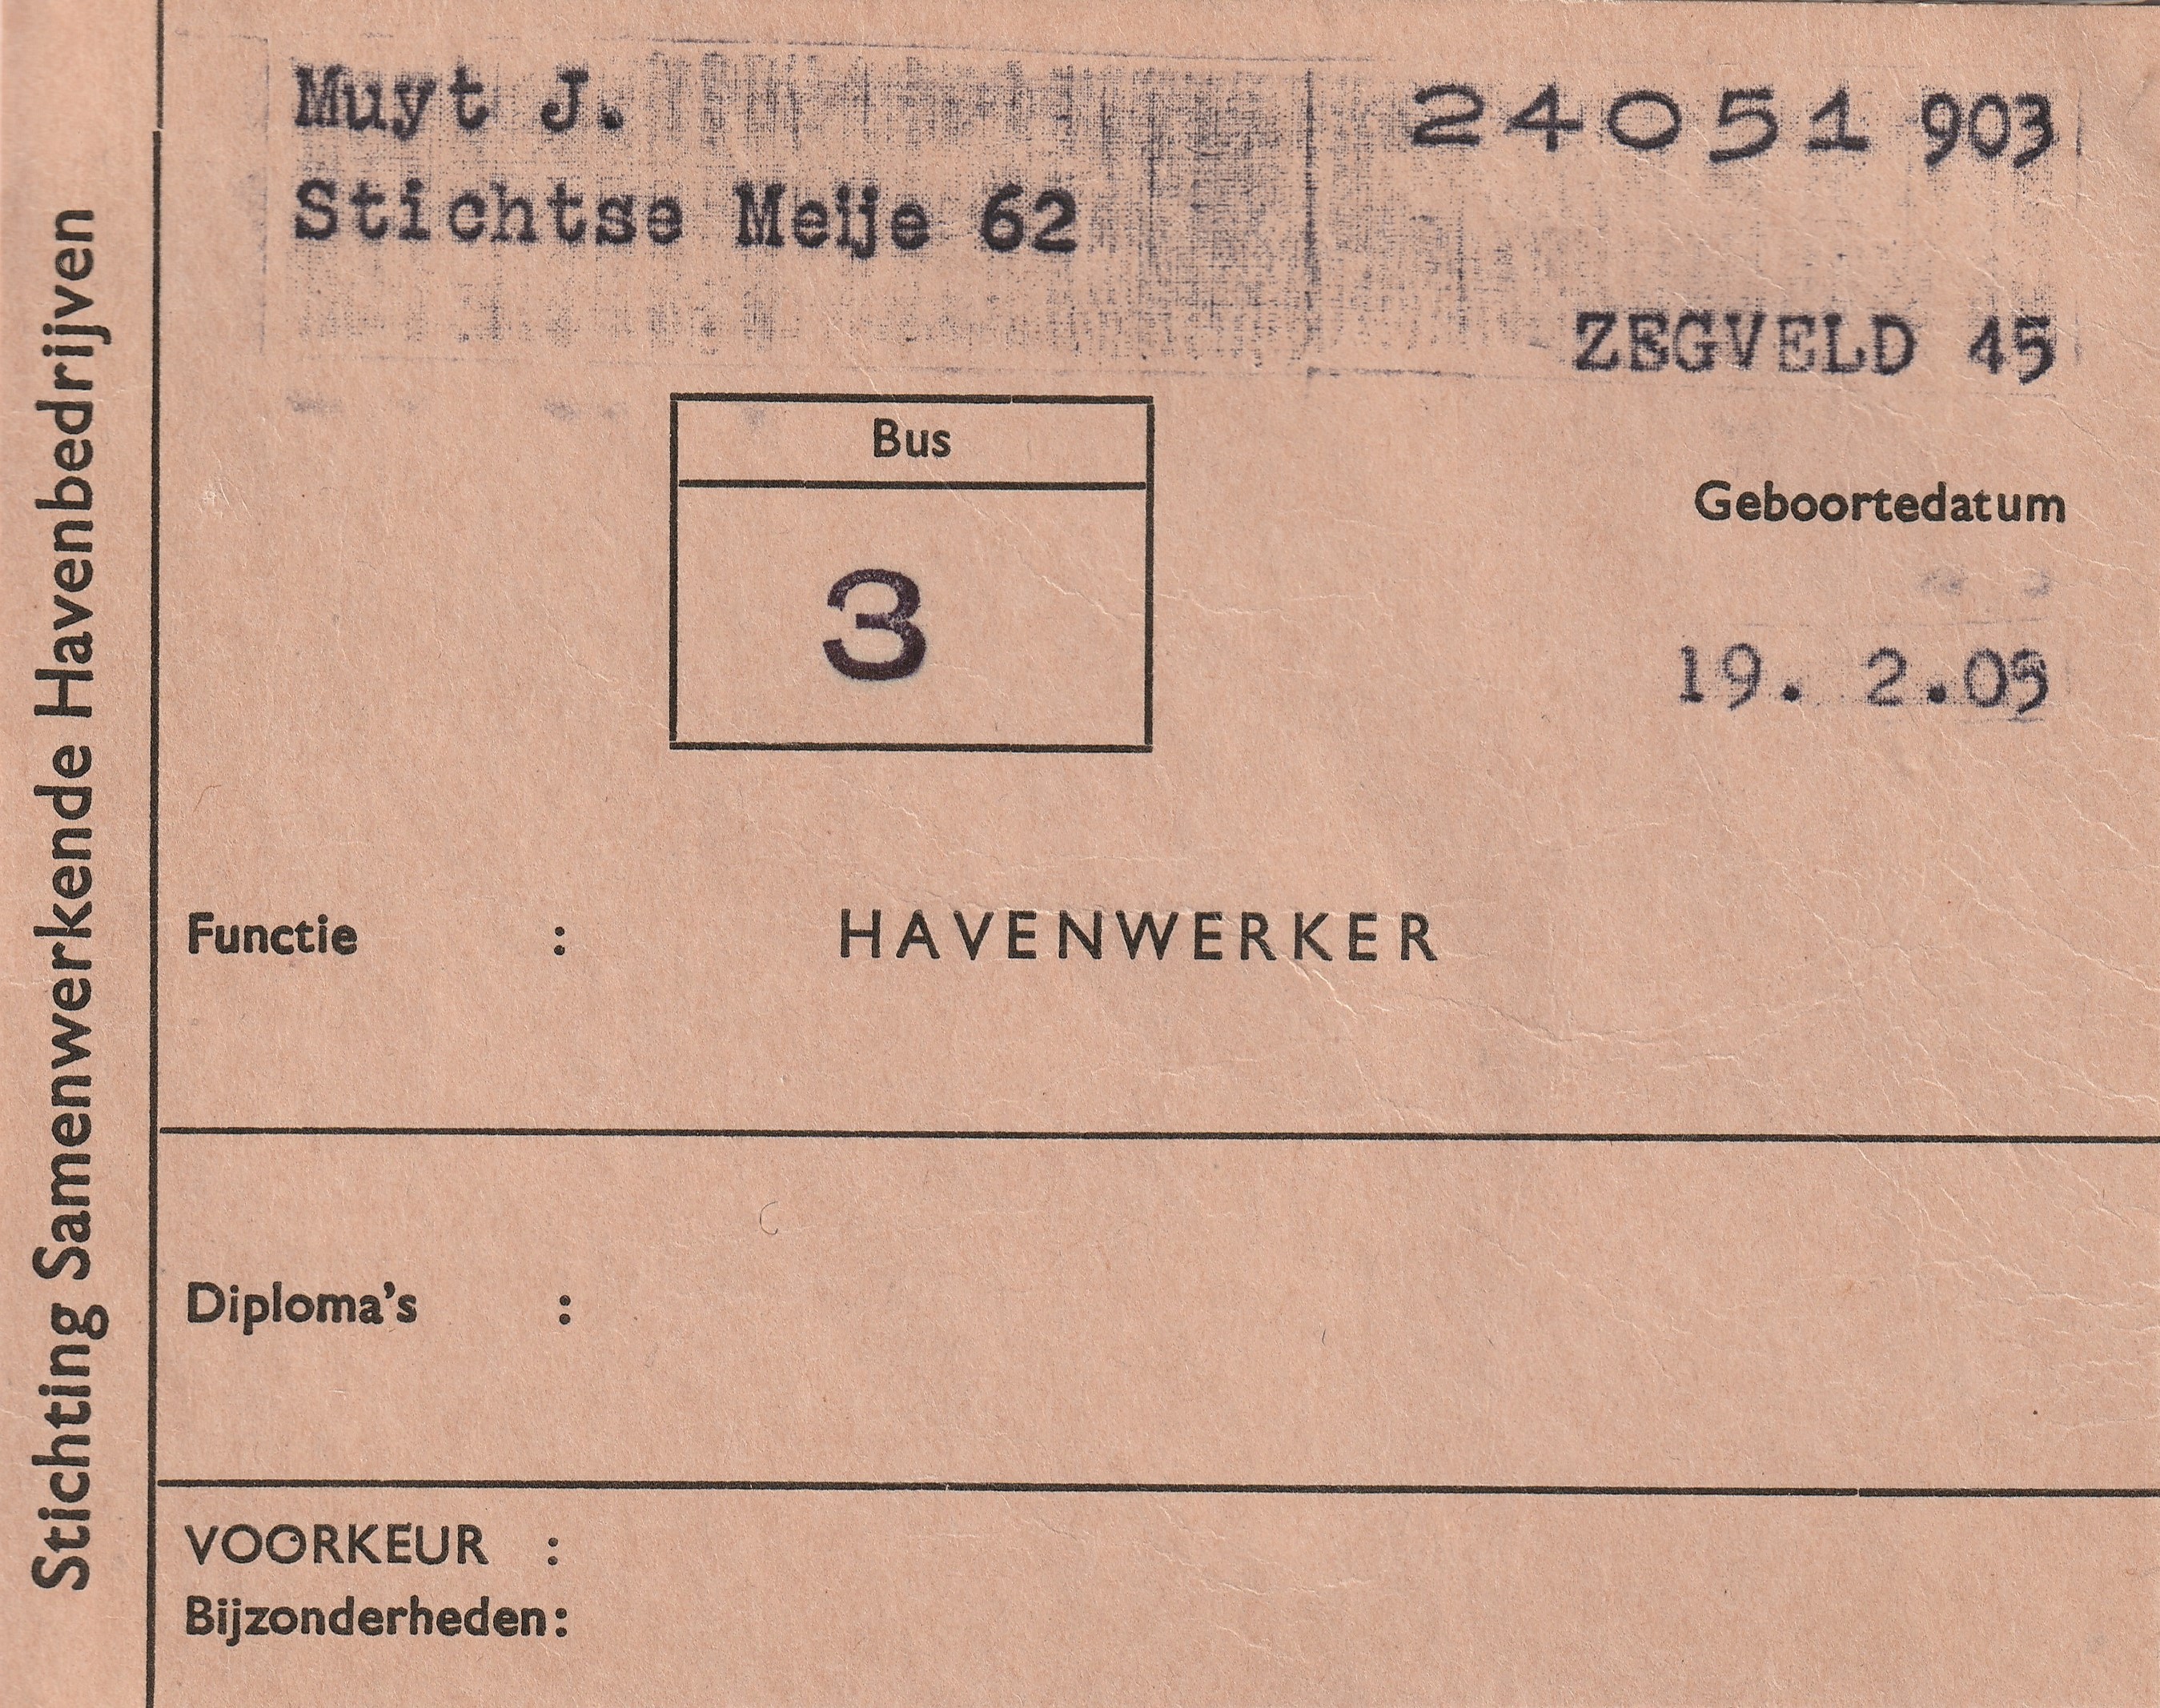 Stichting Samenwerkende Havenbedrijven
Muyt J. 24051 903
Stichtse Meije 62
ZEGVELD 45
Bus
3
Geboortedatum
19. 2.09
Functie : HAVENWERKER
Diploma's :
VOORKEUR :
Bijzonderheden: